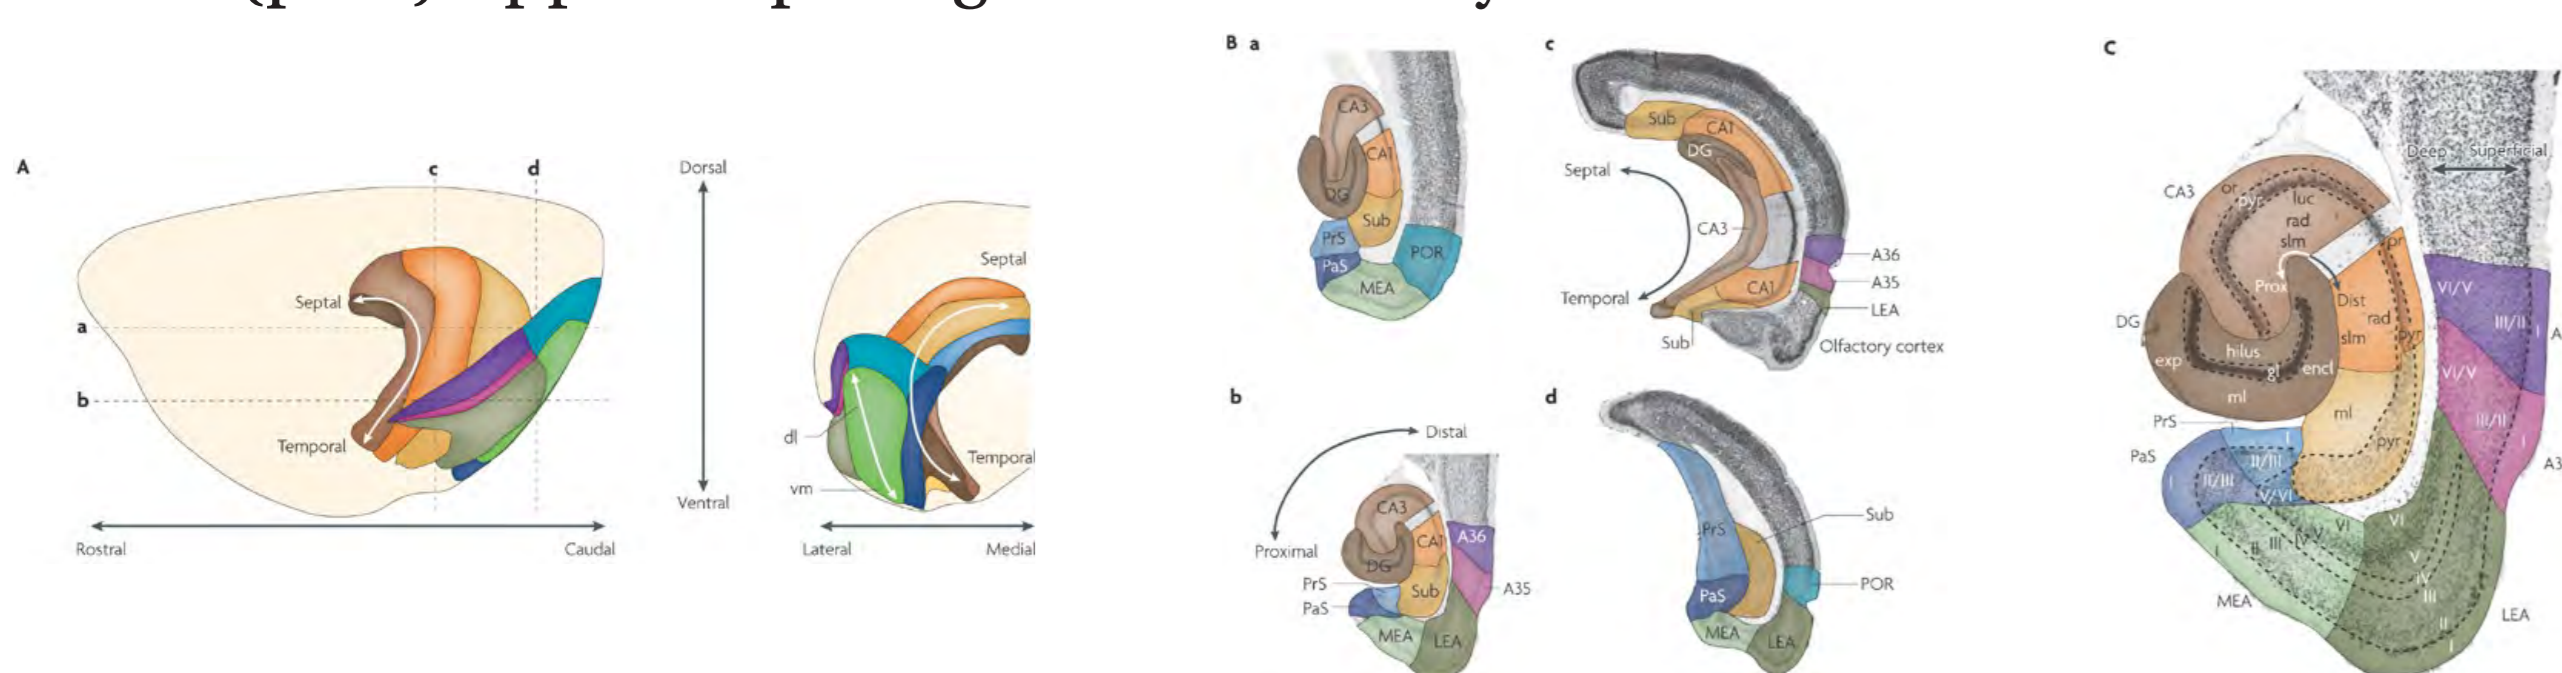 A
c
d
Septal
a
b
Temporal
Rostral
Caudal
Dorsal
Ventral
Septal
dl
vm
Temporal
Lateral
Medial
B a
CA3
CA1
DG
Sub
PrS
PaS
POR
MEA
c
Sub
CA1
DG
Septal
CA3
Temporal
CA1
Sub
A36
A35
LEA
Olfactory cortex
b
Distal
Proximal
CA3
CA1
A36
DG
PrS
Sub
A35
PaS
MEA
LEA
d
PrS
Sub
PaS
POR
MEA
LEA
C
Deep
Superficial
CA3
or
pyr
luc
rad
slm
pr
Prox
Dist
rad
slm
pyr
DG
exp
hilus
gl
encl
ml
VI/V
III/II
I
A
VI/V
III/II
I
A3
PrS
I
ml
pyr
PaS
I
II/III
II/III
V/VI
MEA
I
II
III
IV
V
VI
VI
V
IV
III
II
I
LEA